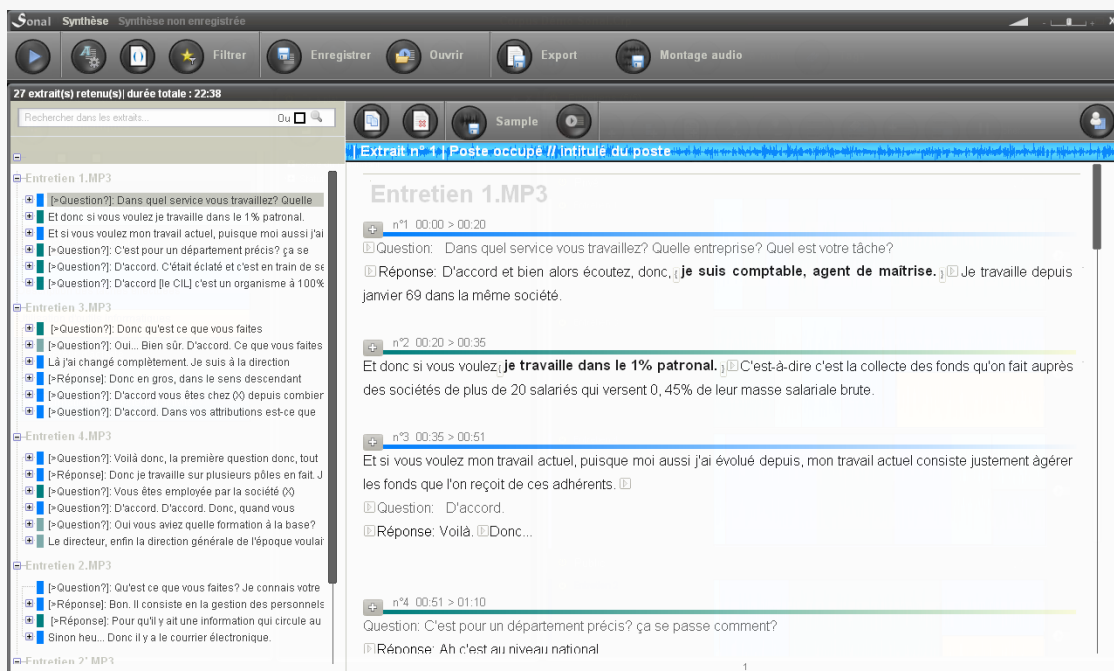 Sonal Synthèse Synthèse non enregistrée
Filtrer Enregistrer Ouvrir Export Montage audio
27 extrait(s) retenu(s)| durée totale : 22:38
Rechercher dans les extraits... Ou
Entretien 1.MP3
[>Question?]: Dans quel service vous travaillez? Quelle
Et donc si vous voulez je travaille dans le 1% patronal.
Et si vous voulez mon travail actuel, puisque moi aussi j'ai
[>Question?]: C'est pour un département précis? ça se
[>Question?]: D'accord. C'était éclaté et c'est en train de se
[>Question?]: D'accord [le CIL] c'est un organisme à 100%
Entretien 3.MP3
[>Question?]: Donc qu'est ce que vous faites
[>Question?]: Oui... Bien sûr. D'accord. Ce que vous faites
Là j'ai changé complètement. Je suis à la direction
[>Réponse]: Donc en gros, dans le sens descendant
[>Question?]: D'accord vous êtes chez (X) depuis combien
[>Question?]: D'accord. Dans vos attributions est-ce que
Entretien 4.MP3
[>Question?]: Voilà donc, la première question donc, tout
[>Réponse]: Donc je travaille sur plusieurs pôles en fait. J
[>Question?]: Vous êtes employée par la société (X)
[>Question?]: D'accord. D'accord. Donc, quand vous
[>Question?]: Oui vous aviez quelle formation à la base?
Le directeur, enfin la direction générale de l'époque voulai
Entretien 2.MP3
[>Question?]: Qu'est ce que vous faites? Je connais votre
[>Réponse]: Bon. Il consiste en la gestion des personnels
[>Réponse]: Pour qu'il y ait une information qui circule au
Sinon heu... Donc il y a le courrier électronique.
Entretien 2'.MP3
Sample
| Extrait n° 1 | Poste occupé // intitulé du poste
Entretien 1.MP3
n°1 00:00 > 00:20
Question: Dans quel service vous travaillez? Quelle entreprise? Quel est votre tâche?
Réponse: D'accord et bien alors écoutez, donc, { je suis comptable, agent de maîtrise. } Je travaille depuis
janvier 69 dans la même société.
n°2 00:20 > 00:35
Et donc si vous voulez { je travaille dans le 1% patronal. } C'est-à-dire c'est la collecte des fonds qu'on fait auprès
des sociétés de plus de 20 salariés qui versent 0, 45% de leur masse salariale brute.
n°3 00:35 > 00:51
Et si vous voulez mon travail actuel, puisque moi aussi j'ai évolué depuis, mon travail actuel consiste justement àgérer
les fonds que l'on reçoit de ces adhérents.
Question: D'accord.
Réponse: Voilà. Donc...
n°4 00:51 > 01:10
Question: C'est pour un département précis? ça se passe comment?
Réponse: Ah c'est au niveau national
1